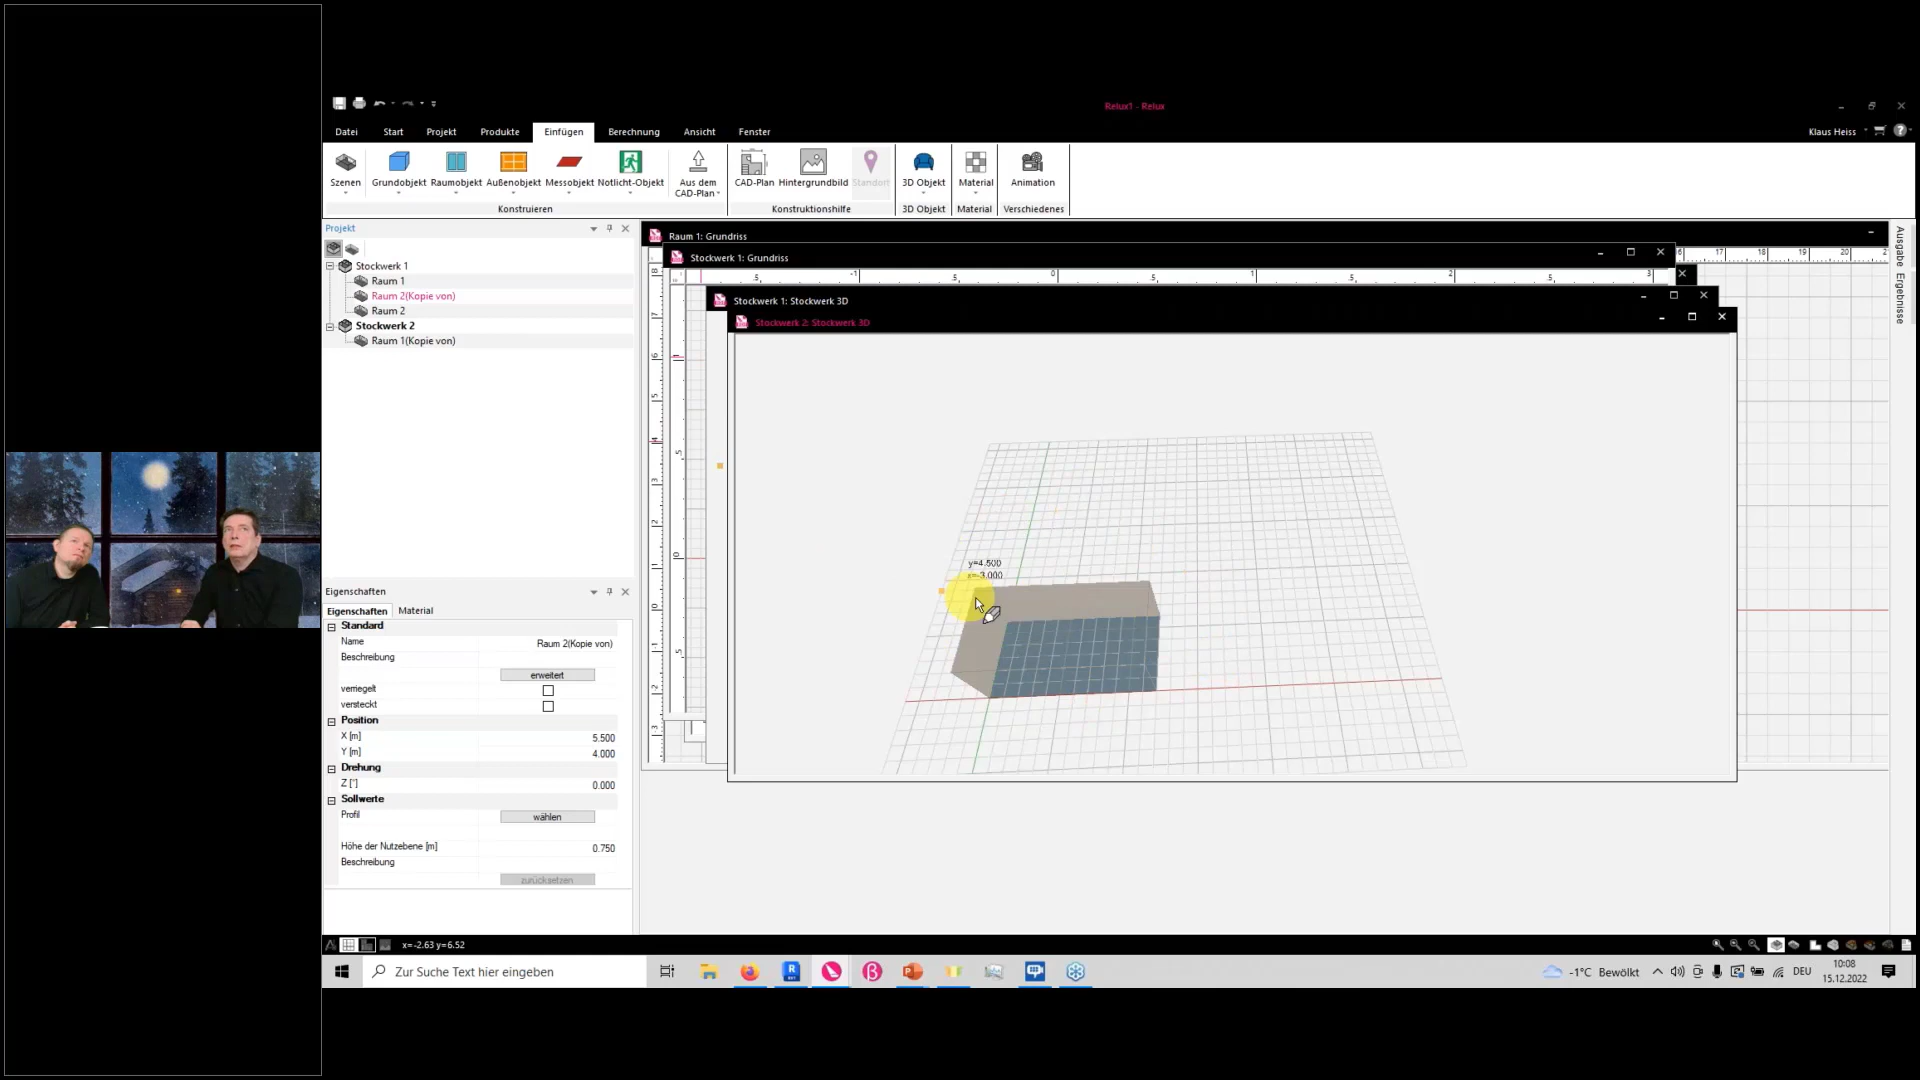 Relux1 - Relux
Datei Start Projekt Produkte Einfügen Berechnung Ansicht Fenster
Klaus Heiss
Szenen
Grundobjekt
Raumobjekt
Außenobjekt
Messobjekt
Notlicht-Objekt
Aus dem
CAD-Plan
CAD-Plan
Hintergrundbild
Standort
3D Objekt
Material
Animation
Konstruieren
Konstruktionshilfe
3D Objekt
Material
Verschiedenes
Projekt
Stockwerk 1
Raum 1
Raum 2(Kopie von)
Raum 2
Stockwerk 2
Raum 1(Kopie von)
Raum 1: Grundriss
Stockwerk 1: Grundriss
Stockwerk 1: Stockwerk 3D
Stockwerk 2: Stockwerk 3D
17 18 19 20
y=4.500
x=-3.000
Ausgabe Ergebnisse
Eigenschaften
Eigenschaften Material
Standard
Name Raum 2(Kopie von)
Beschreibung
erweitert
verriegelt
versteckt
Position
X [m] 5.500
Y [m] 4.000
Drehung
Z [°] 0.000
Sollwerte
Profil wählen
Höhe der Nutzebene [m] 0.750
Beschreibung
zurücksetzen
x=-2.63 y=6.52
Zur Suche Text hier eingeben
-1°C Bewölkt
DEU
10:08
15.12.2022